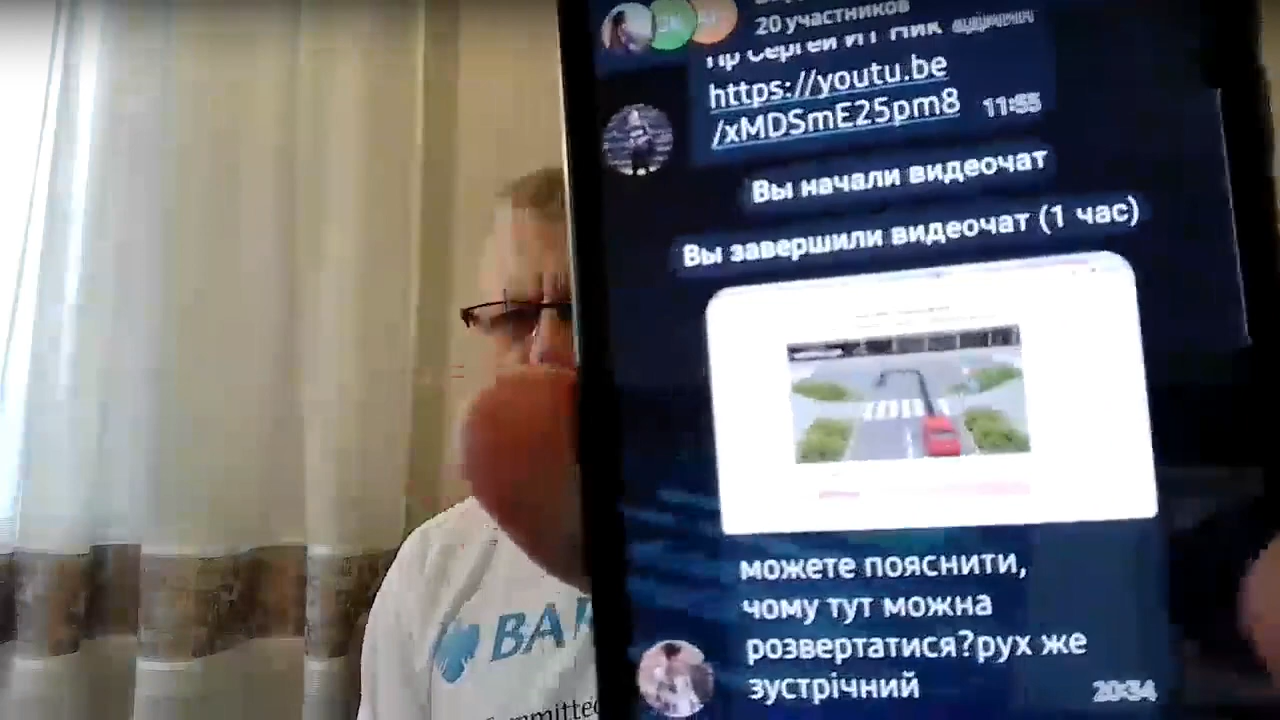 20 участников
https://youtu.be
/xMDSmE25pm8 11:55
Вы начали видеочат
Вы завершили видеочат (1 час)
можете пояснити,
чому тут можна
розвертатися?рух же
зустрічний
20:34
BAR